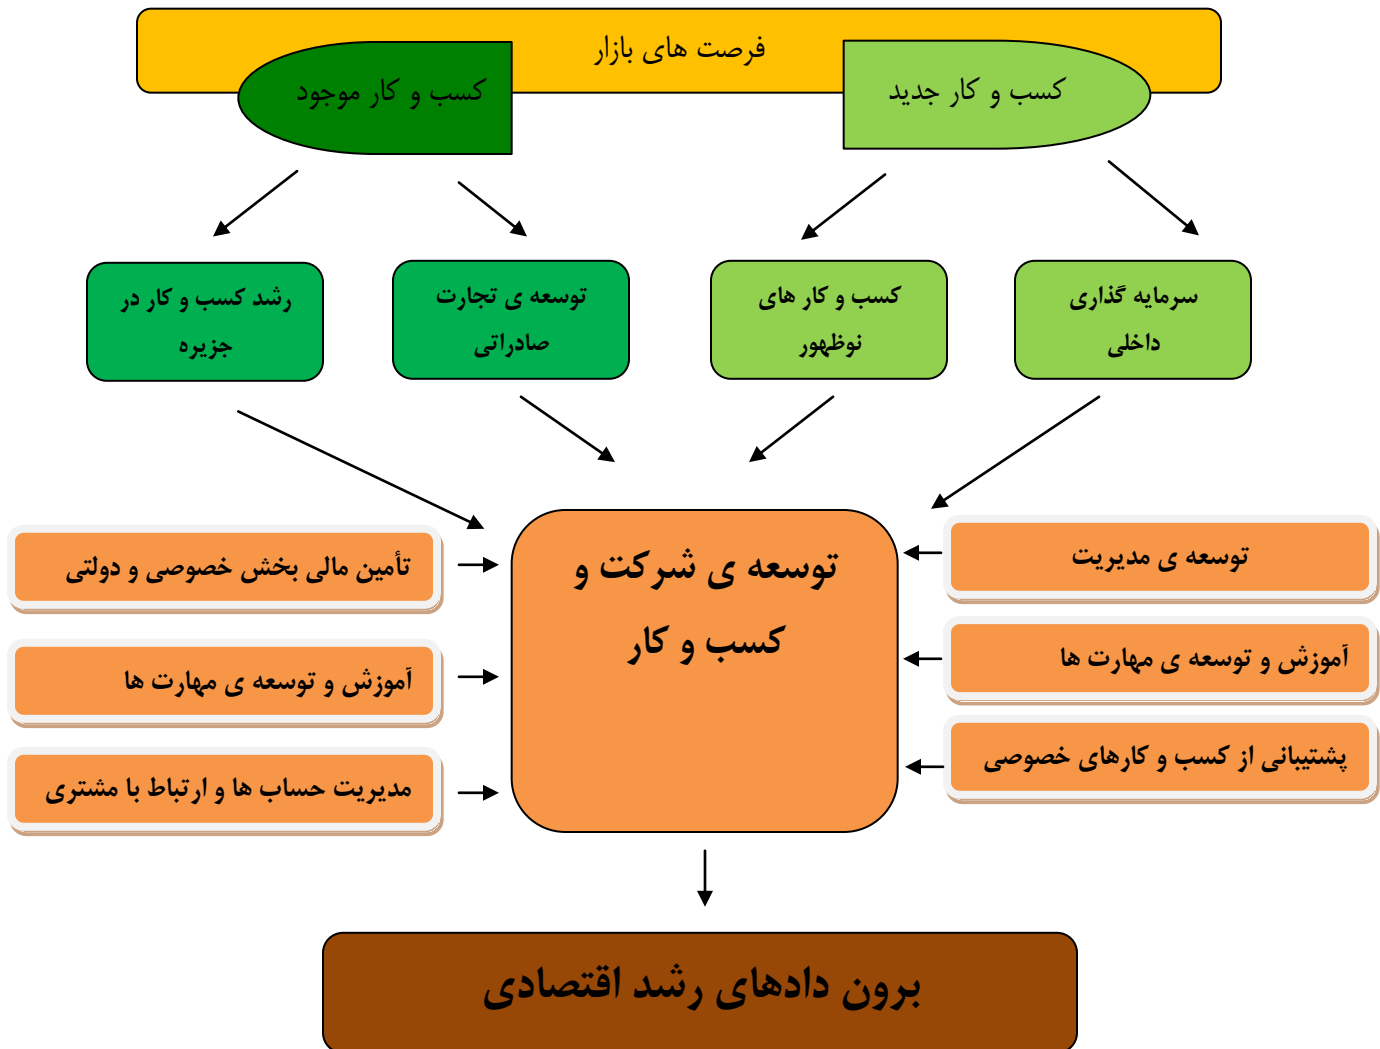 فرصت های بازار
کسب و کار جدید
کسب و کار موجود
سرمایه گذاری
داخلی
کسب و کار های
نوظهور
توسعه ی تجارت
صادراتی
رشد کسب و کار در
جزیره
توسعه ی شرکت و
کسب و کار
توسعه ی مدیریت
آموزش و توسعه ی مهارت ها
پشتیبانی از کسب و کارهای خصوصی
تأمین مالی بخش خصوصی و دولتی
آموزش و توسعه ی مهارت ها
مدیریت حساب ها و ارتباط با مشتری
برون دادهای رشد اقتصادی